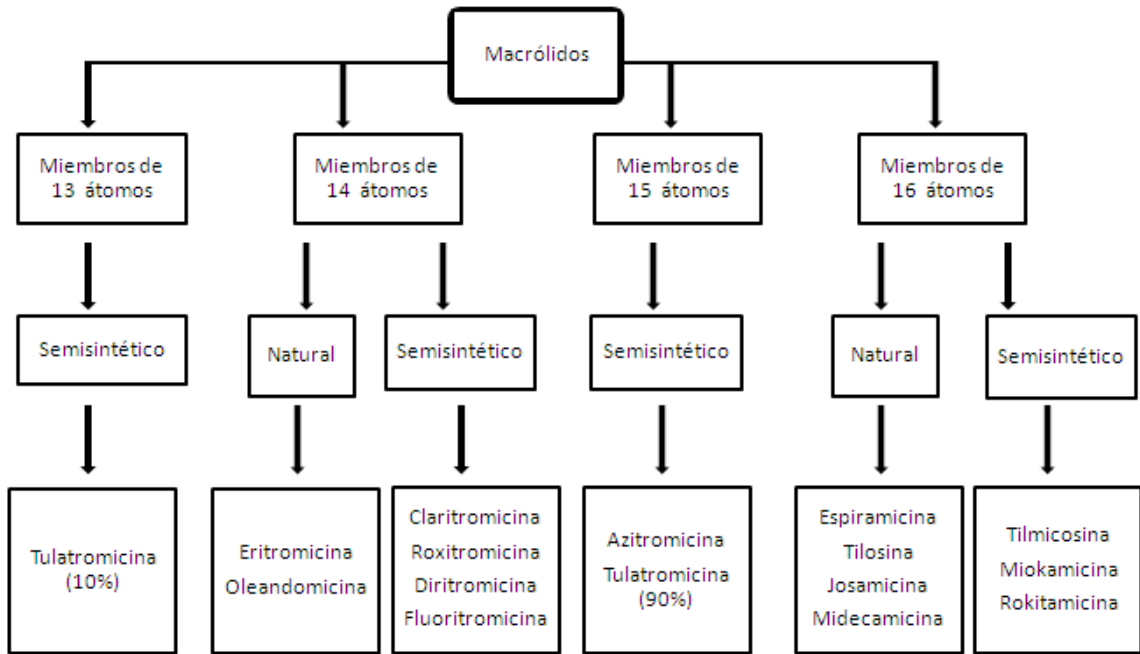 Macrólidos
Miembros de
13 átomos
Miembros de
14 átomos
Miembros de
15 átomos
Miembros de
16 átomos
Semisintético
Natural
Semisintético
Semisintético
Natural
Semisintético
Tulatromicina
(10%)
Eritromicina
Oleandomicina
Claritromicina
Roxitromicina
Diritromicina
Fluoritromicina
Azitromicina
Tulatromicina
(90%)
Espiramicina
Tilosina
Josamicina
Midecamicina
Tilmicosina
Miokamicina
Rokitamicina